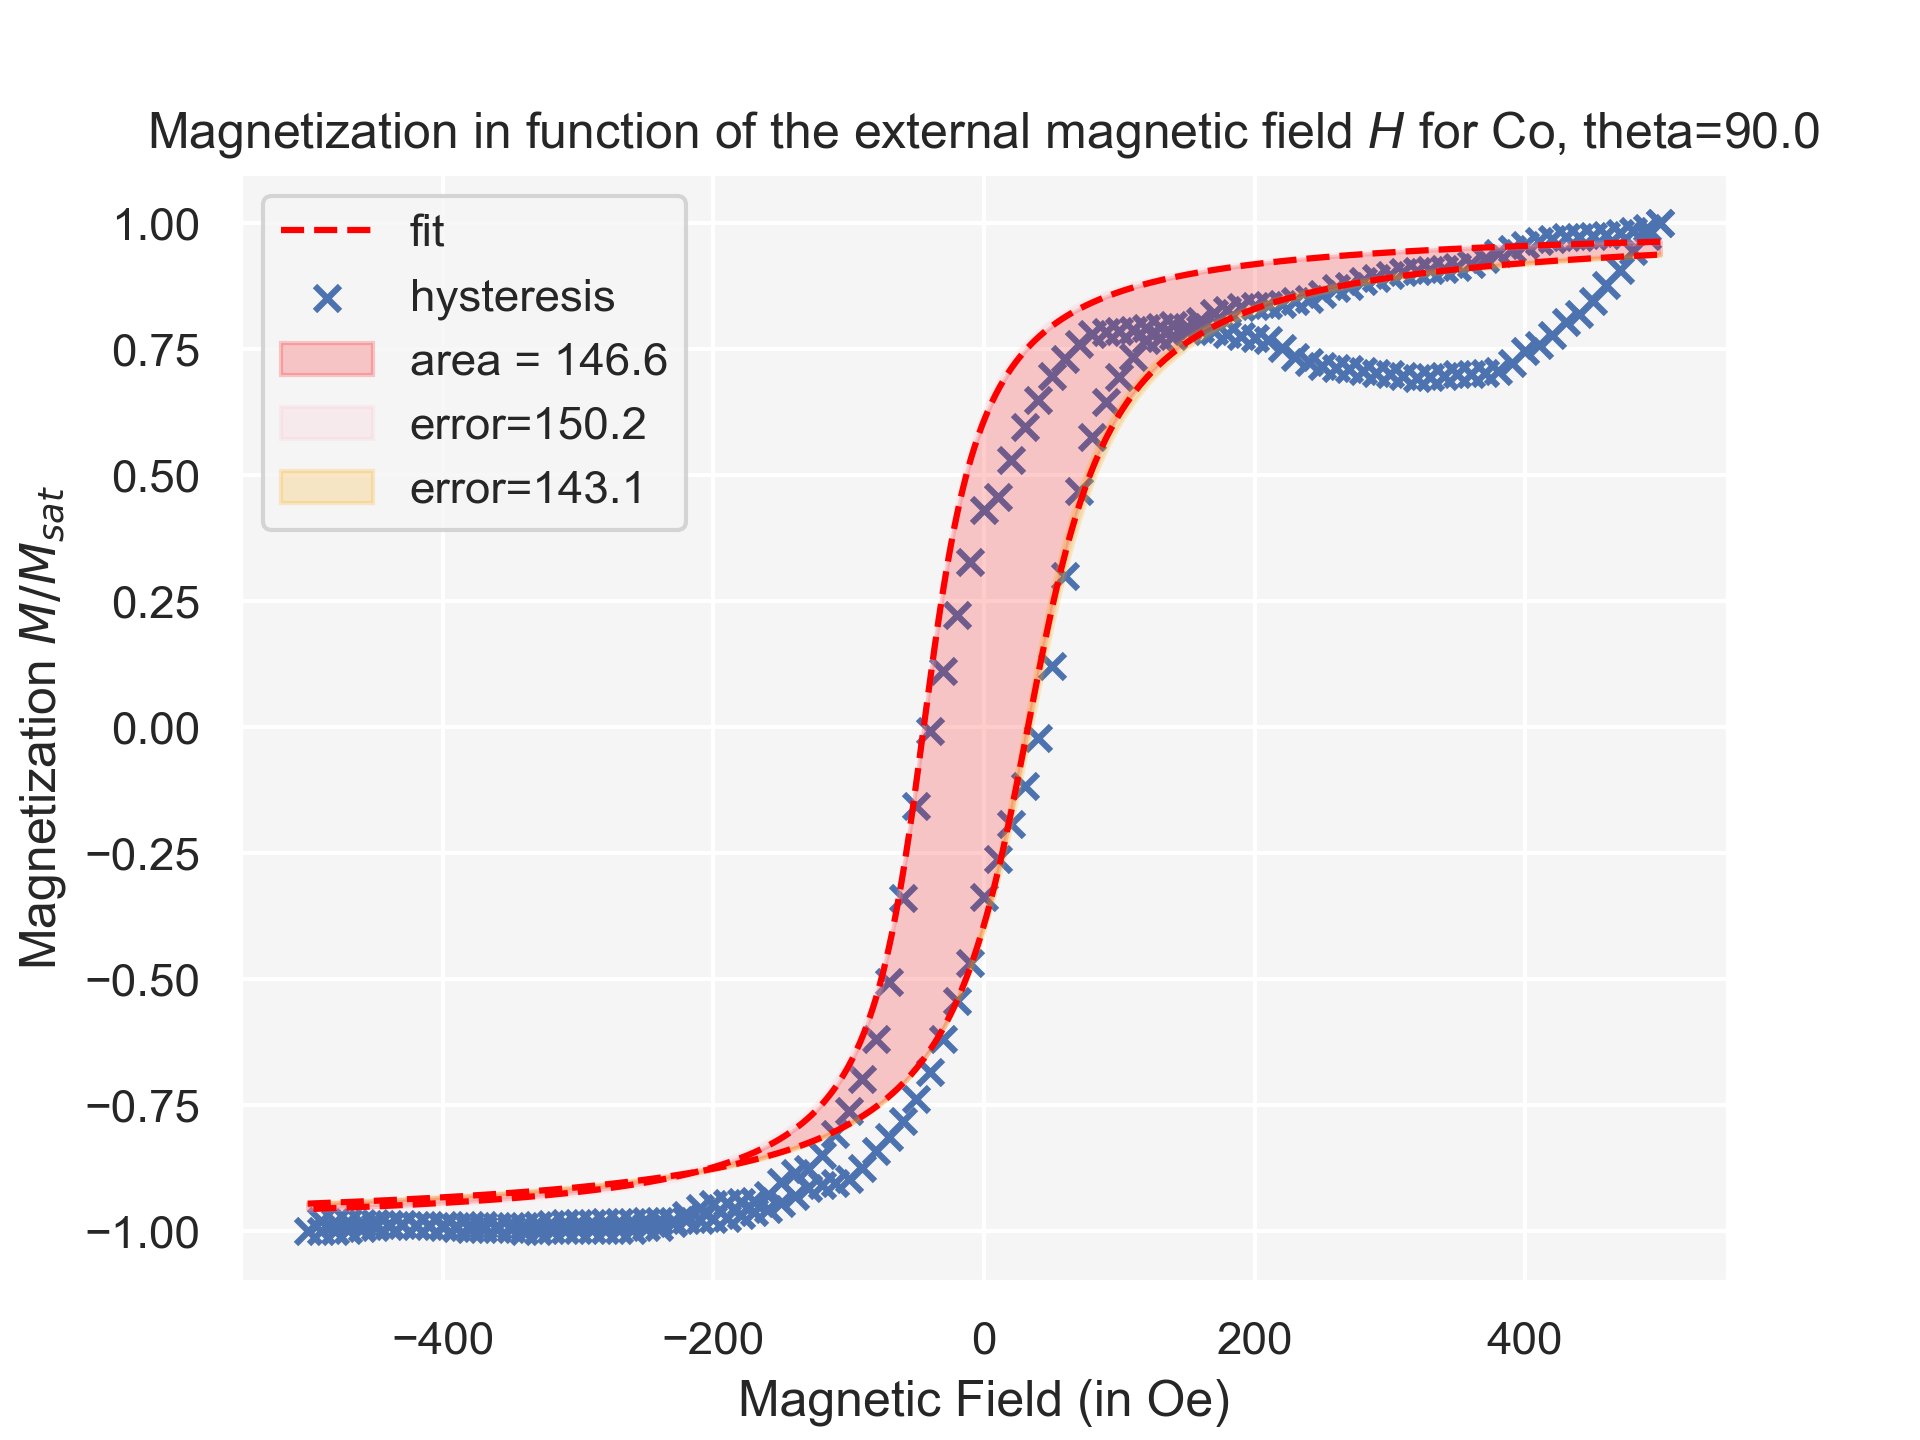 Magnetization in function of the external magnetic field H for Co, theta=90.0
fit
hysteresis
area = 146.6
error=150.2
error=143.1
Magnetization M/M_sat
1.00
0.75
0.50
0.25
0.00
−0.25
−0.50
−0.75
−1.00
−400 −200 0 200 400
Magnetic Field (in Oe)